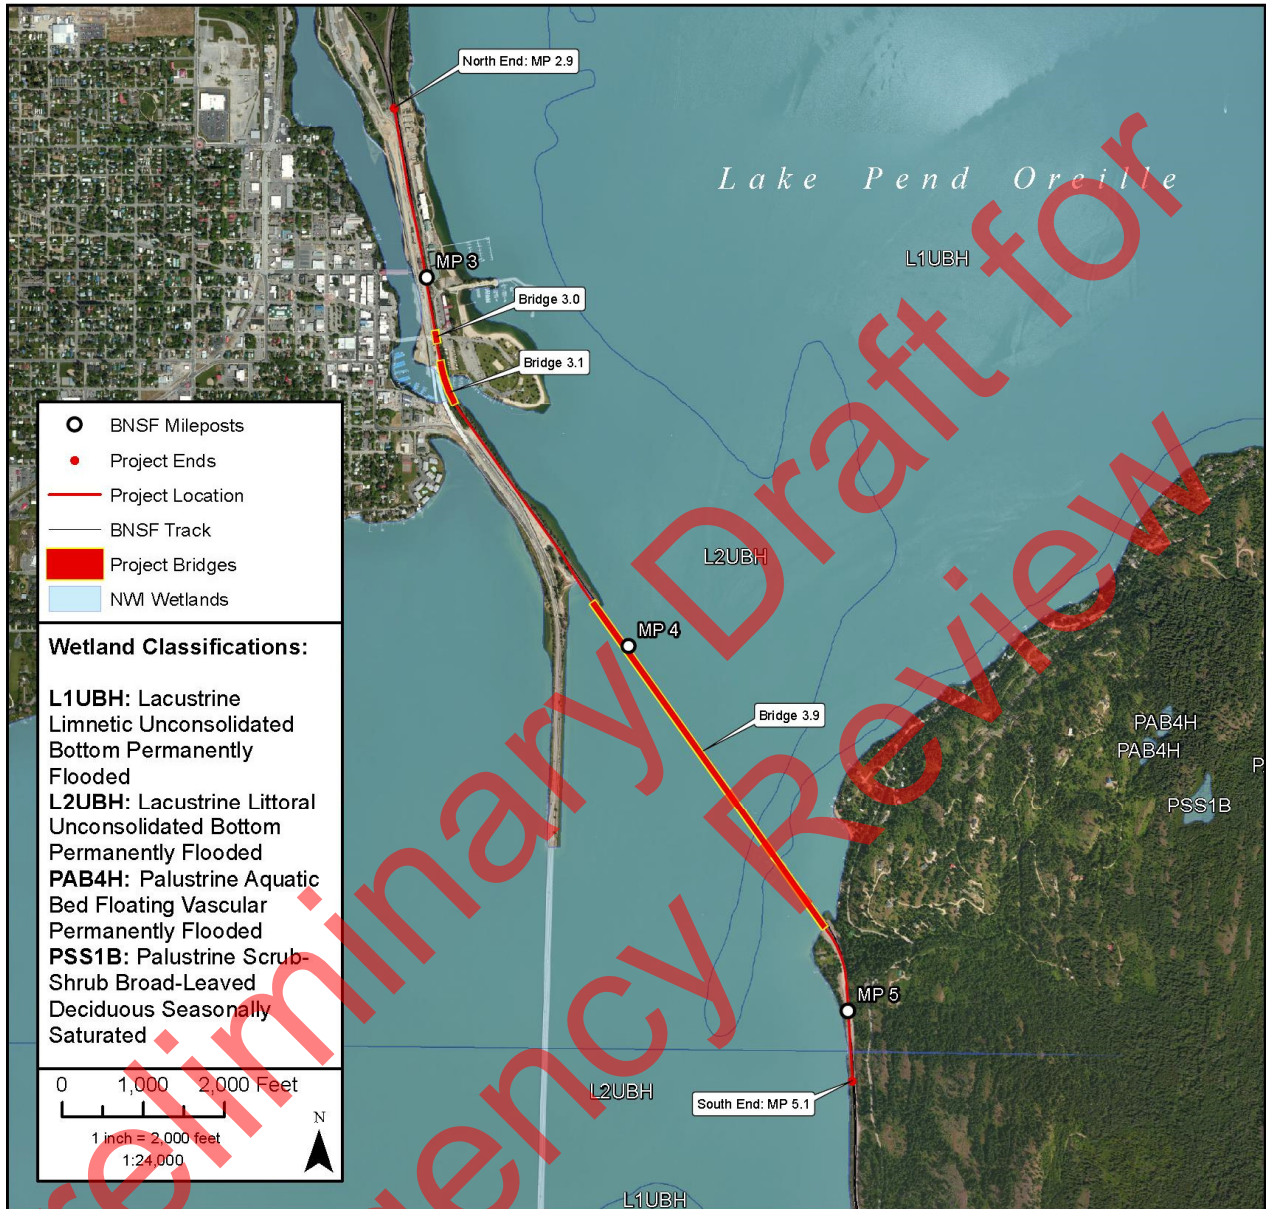 North End: MP 2.9
Lake Pend Oreille
L1UBH
MP 3
Bridge 3.0
Bridge 3.1
BNSF Mileposts
Project Ends
Project Location
BNSF Track
Project Bridges
NWI Wetlands
L2UBH
MP 4
Bridge 3.9
PAB4H
PAB4H
PSS1B
P
Wetland Classifications:
L1UBH: Lacustrine
Limnetic Unconsolidated
Bottom Permanently
Flooded
L2UBH: Lacustrine Littoral
Unconsolidated Bottom
Permanently Flooded
PAB4H: Palustrine Aquatic
Bed Floating Vascular
Permanently Flooded
PSS1B: Palustrine Scrub-
Shrub Broad-Leaved
Deciduous Seasonally
Saturated
MP 5
L2UBH
South End: MP 5.1
L1UBH
0 1,000 2,000 Feet
1 inch = 2,000 feet
1:24,000
N
reliminary Draft for
gency Review